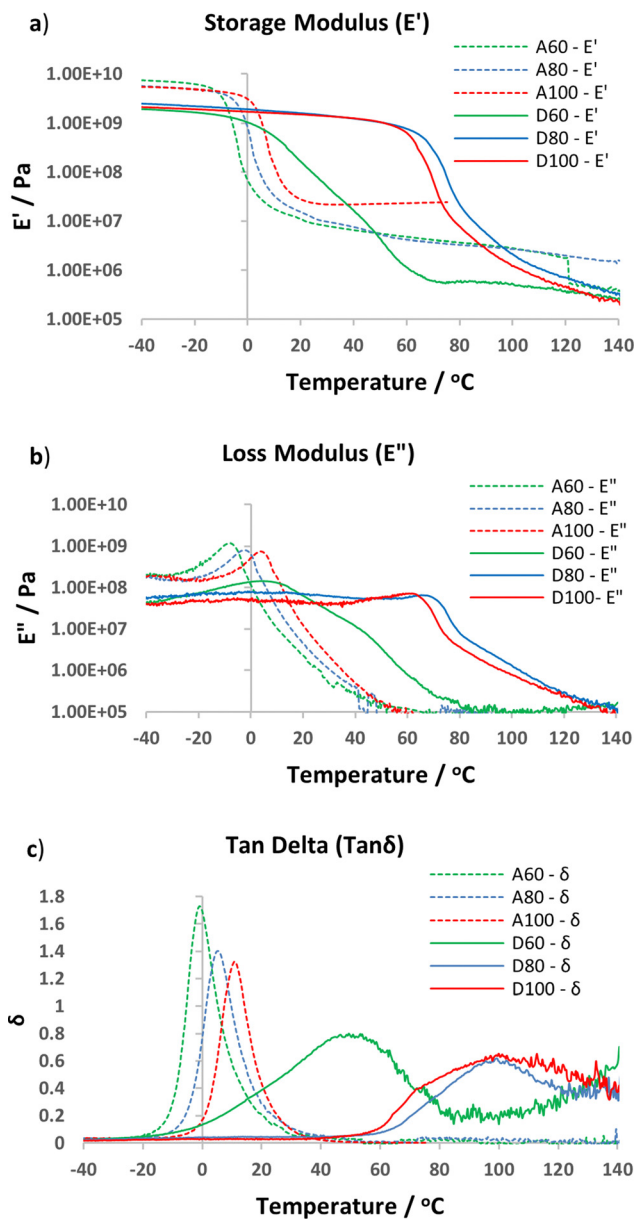 a) Storage Modulus (E')
A60 - E'
A80 - E'
A100 - E'
D60 - E'
D80 - E'
D100 - E'
1.00E+10
1.00E+09
1.00E+08
1.00E+07
1.00E+06
1.00E+05
E' / Pa
-40 -20 0 20 40 60 80 100 120 140
Temperature / °C
b) Loss Modulus (E")
A60 - E"
A80 - E"
A100 - E"
D60 - E"
D80 - E"
D100- E"
1.00E+10
1.00E+09
1.00E+08
1.00E+07
1.00E+06
1.00E+05
E" / Pa
-40 -20 0 20 40 60 80 100 120 140
Temperature / °C
c) Tan Delta (Tanδ)
A60 - δ
A80 - δ
A100 - δ
D60 - δ
D80 - δ
D100 - δ
1.8
1.6
1.4
1.2
1
0.8
0.6
0.4
0.2
0
δ
-40 -20 0 20 40 60 80 100 120 140
Temperature / °C